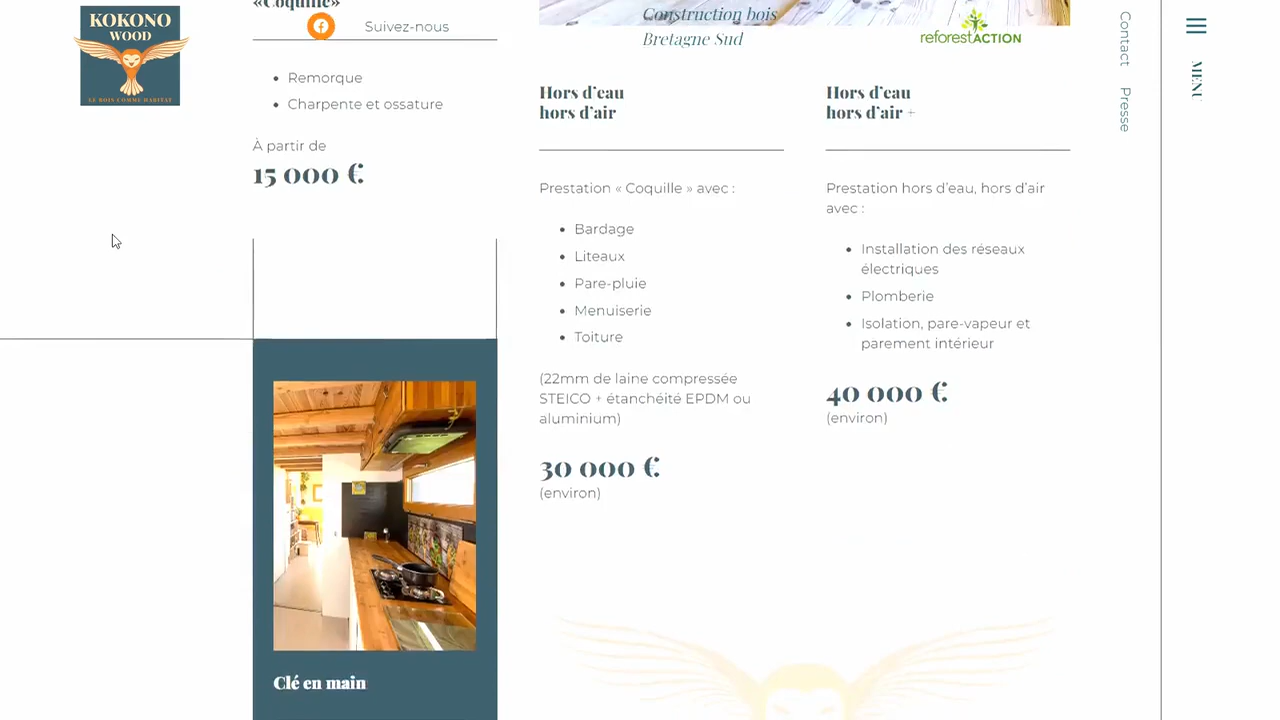 KOKONO
WOOD
LE BOIS COMME HABITAT
«Coquille»
Suivez-nous
Remorque
Charpente et ossature
À partir de
15 000 €
Clé en main
Construction bois
Bretagne Sud
reforestACTION
Hors d'eau
hors d'air
Prestation « Coquille » avec :
Bardage
Liteaux
Pare-pluie
Menuiserie
Toiture
(22mm de laine compressée
STEICO + étanchéité EPDM ou
aluminium)
30 000 €
(environ)
Hors d'eau
hors d'air +
Prestation hors d'eau, hors d'air
avec :
Installation des réseaux
électriques
Plomberie
Isolation, pare-vapeur et
parement intérieur
40 000 €
(environ)
Contact
Presse
MENU